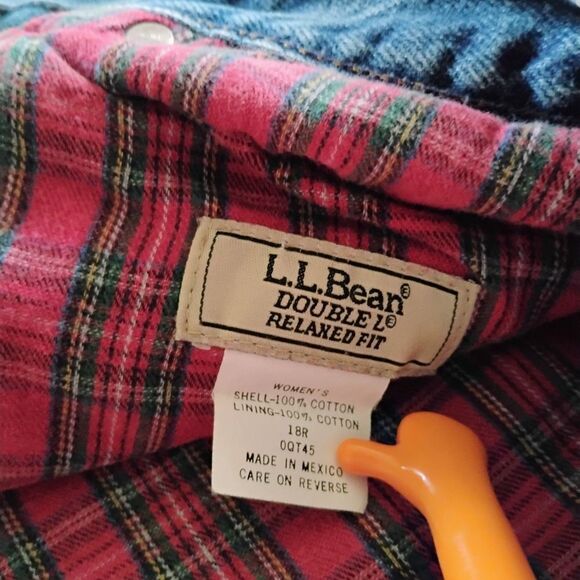 L.L.Bean®
DOUBLE L®
RELAXED FIT
WOMEN'S
SHELL-100% COTTON
LINING-100% COTTON
18R
0QT45
MADE IN MEXICO
CARE ON REVERSE